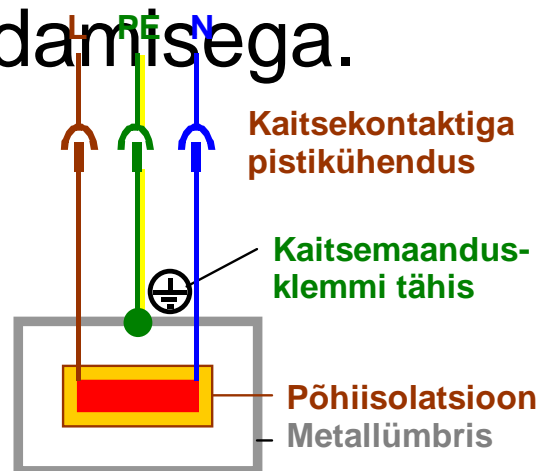 damisega.
L PE N
Kaitsekontaktiga
pistikühendus
Kaitsemaandus-
klemmi tähis
Põhiisolatsioon
Metallümbris